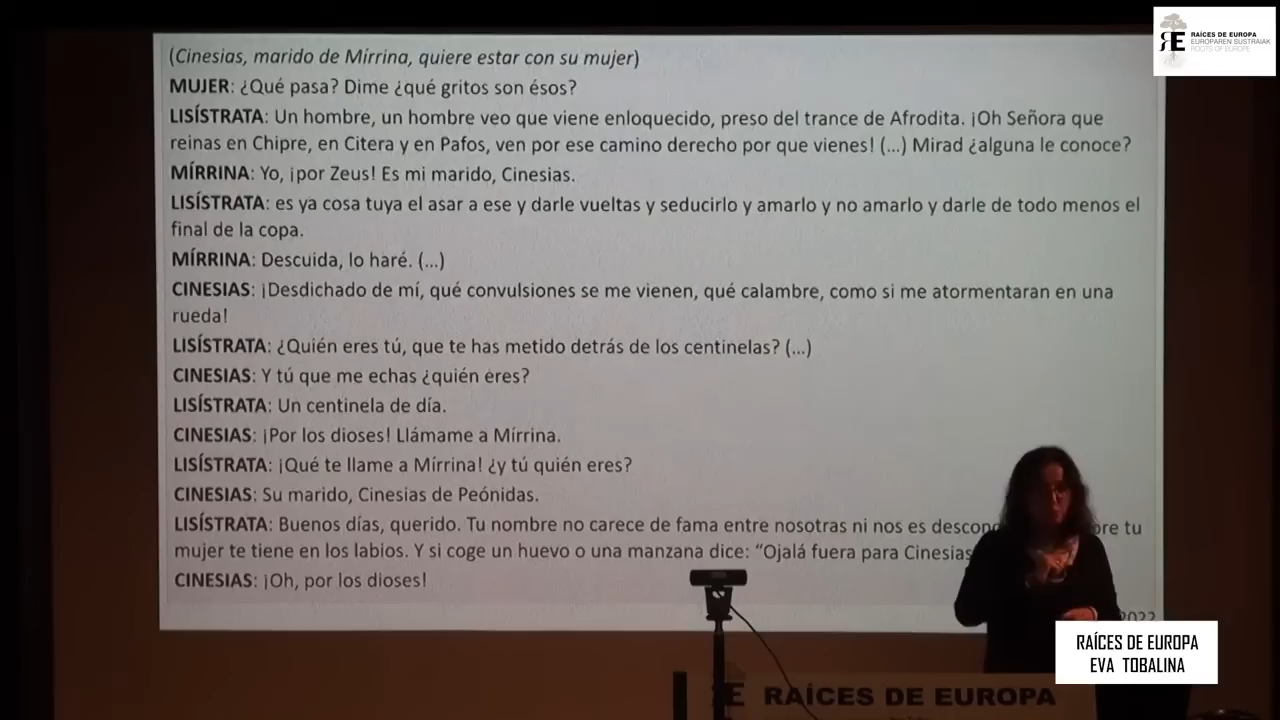 (Cinesias, marido de Mírrina, quiere estar con su mujer)
MUJER: ¿Qué pasa? Dime ¿qué gritos son ésos?
LISÍSTRATA: Un hombre, un hombre veo que viene enloquecido, preso del trance de Afrodita. ¡Oh Señora que
reinas en Chipre, en Citera y en Pafos, ven por ese camino derecho por que vienes! (...) Mirad ¿alguna le conoce?
MÍRRINA: Yo, ¡por Zeus! Es mi marido, Cinesias.
LISÍSTRATA: es ya cosa tuya el asar a ese y darle vueltas y seducirlo y amarlo y no amarlo y darle de todo menos el
final de la copa.
MÍRRINA: Descuida, lo haré. (...)
CINESIAS: ¡Desdichado de mí, qué convulsiones se me vienen, qué calambre, como si me atormentaran en una
rueda!
LISÍSTRATA: ¿Quién eres tú, que te has metido detrás de los centinelas? (...)
CINESIAS: Y tú que me echas ¿quién eres?
LISÍSTRATA: Un centinela de día.
CINESIAS: ¡Por los dioses! Llámame a Mírrina.
LISÍSTRATA: ¡Qué te llame a Mírrina! ¿y tú quién eres?
CINESIAS: Su marido, Cinesias de Peónidas.
LISÍSTRATA: Buenos días, querido. Tu nombre no carece de fama entre nosotras ni nos es tu
mujer te tiene en los labios. Y si coge un huevo o una manzana dice: "Ojalá fuera para Cinesias
CINESIAS: ¡Oh, por los dioses!
2022
RAÍCES DE EUROPA
EUROPAREN SUSTRAIAK
ROOTS OF EUROPE
RAÍCES DE EUROPA
EVA TOBALINA
RAÍCES DE EUROPA